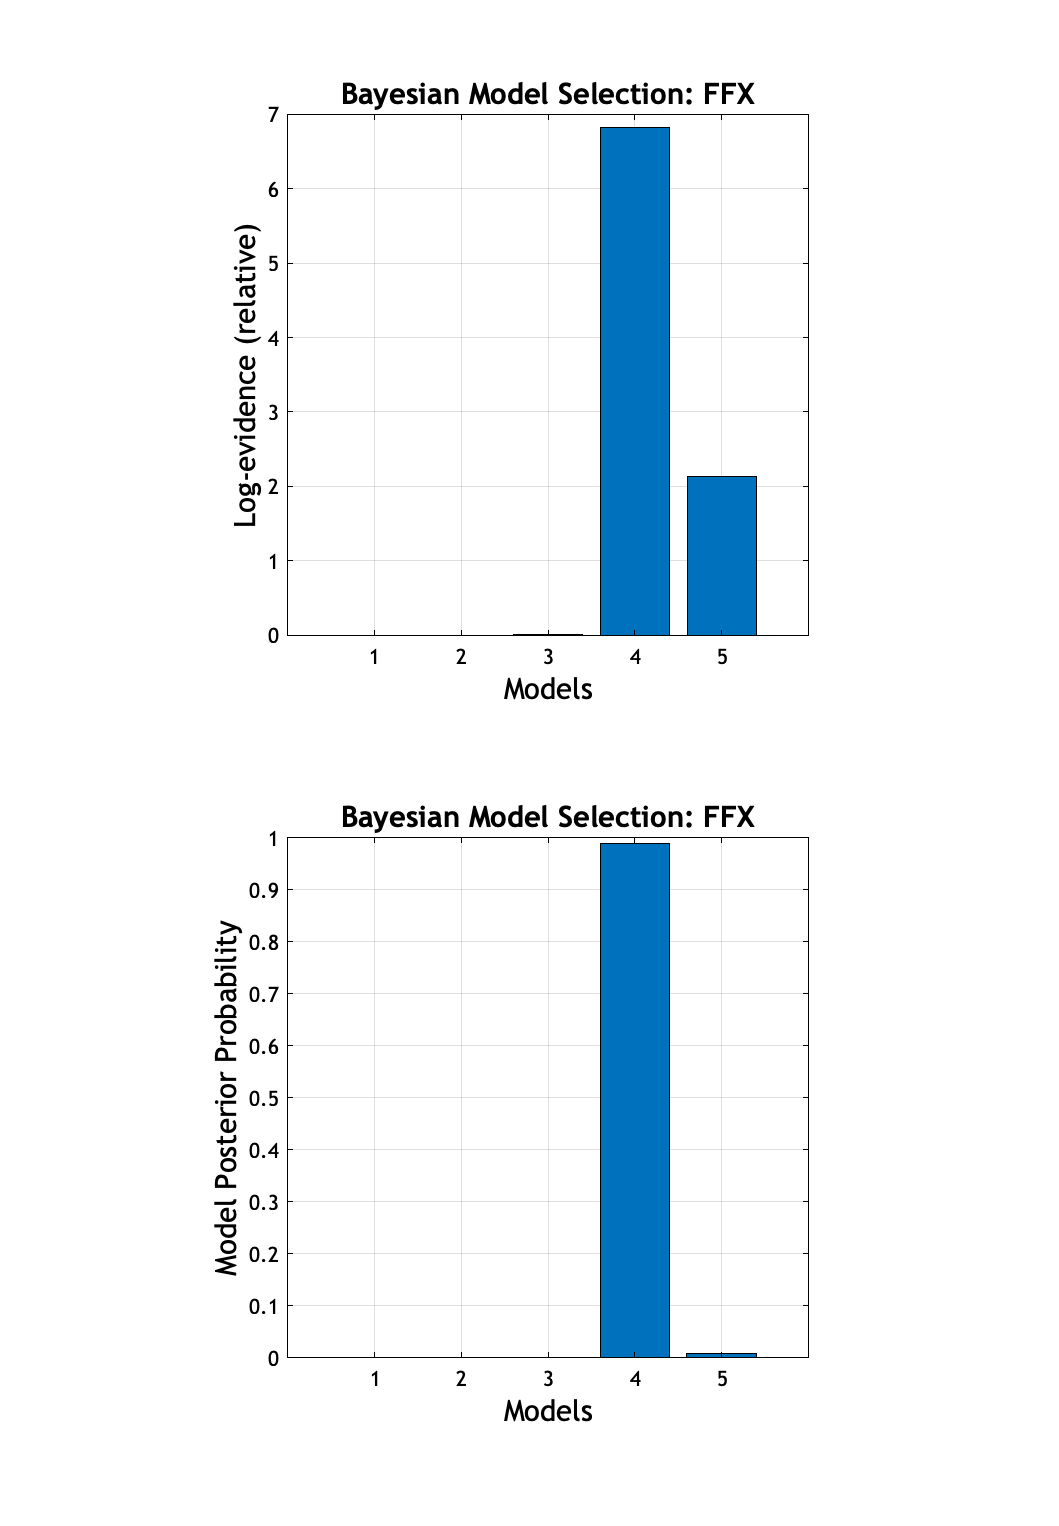 Bayesian Model Selection: FFX
7
6
5
4
3
2
1
0
Log-evidence (relative)
1 2 3 4 5
Models
Bayesian Model Selection: FFX
1
0.9
0.8
0.7
0.6
0.5
0.4
0.3
0.2
0.1
0
Model Posterior Probability
1 2 3 4 5
Models